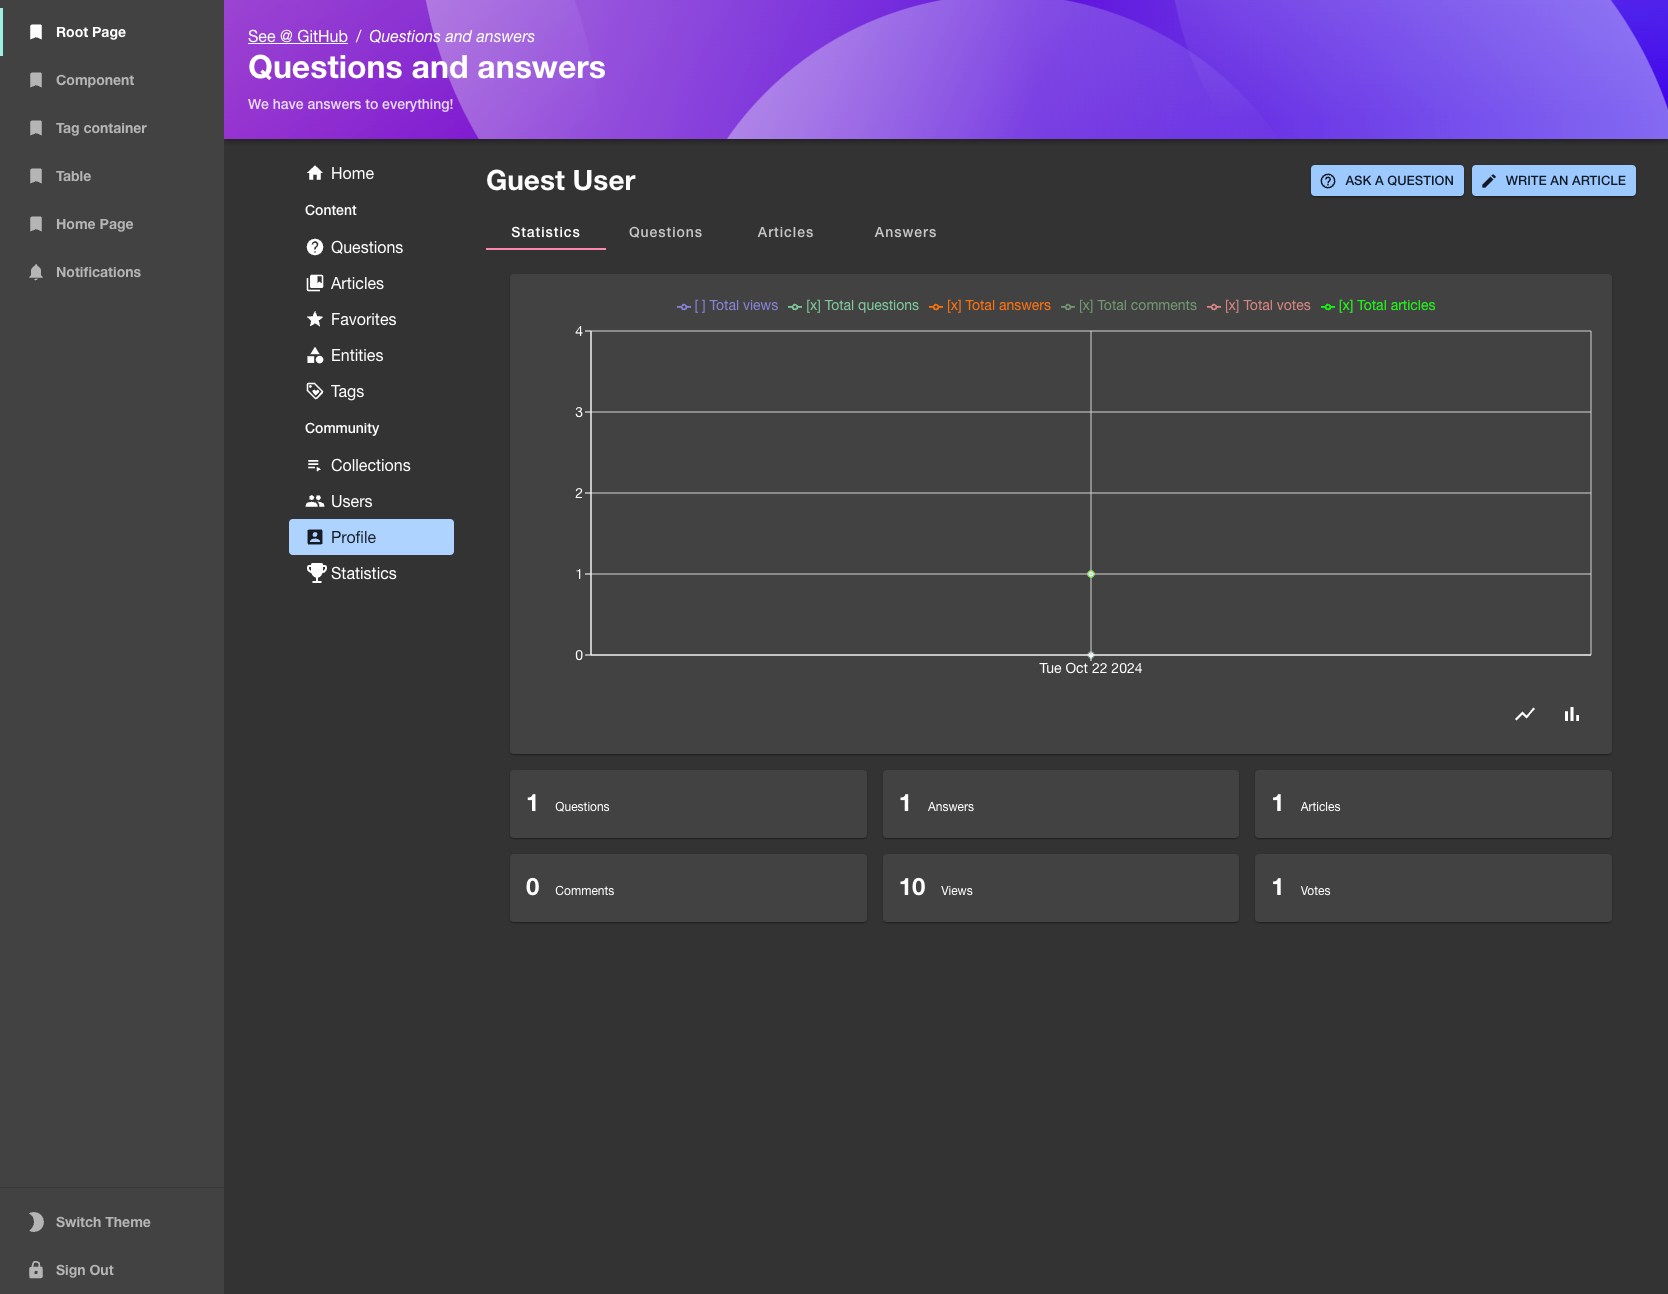 Root Page
Component
Tag container
Table
Home Page
Notifications
Switch Theme
Sign Out
See @ GitHub / Questions and answers
Questions and answers
We have answers to everything!
Home
Content
Questions
Articles
Favorites
Entities
Tags
Community
Collections
Users
Profile
Statistics
Guest User
ASK A QUESTION
WRITE AN ARTICLE
Statistics Questions Articles Answers
[ ] Total views [x] Total questions [x] Total answers [x] Total comments [x] Total votes [x] Total articles
4
3
2
1
0
Tue Oct 22 2024
1 Questions
1 Answers
1 Articles
0 Comments
10 Views
1 Votes